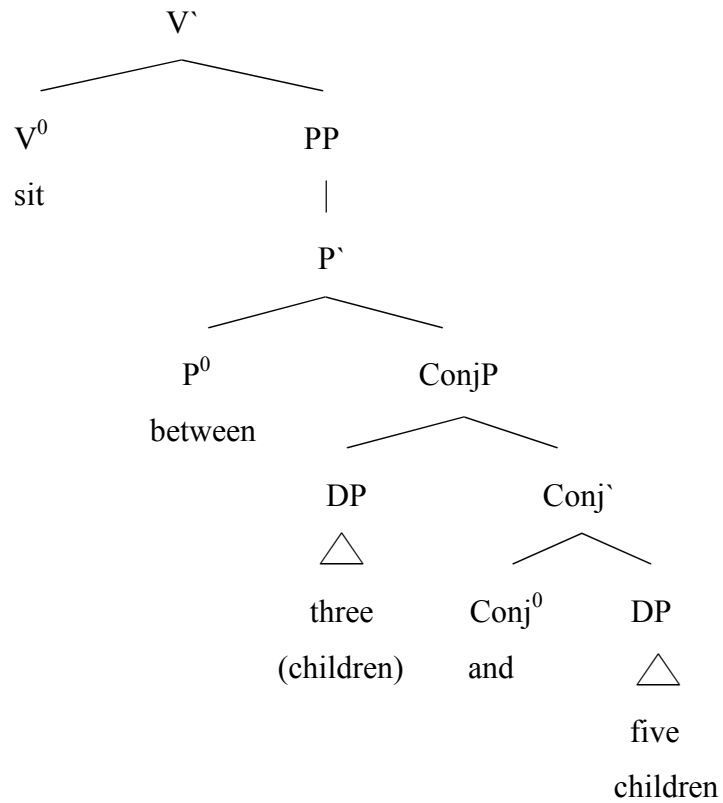 V`
V⁰ PP
sit
P`
P⁰ ConjP
between
DP Conj`
three Conj⁰ DP
(children) and
five
children